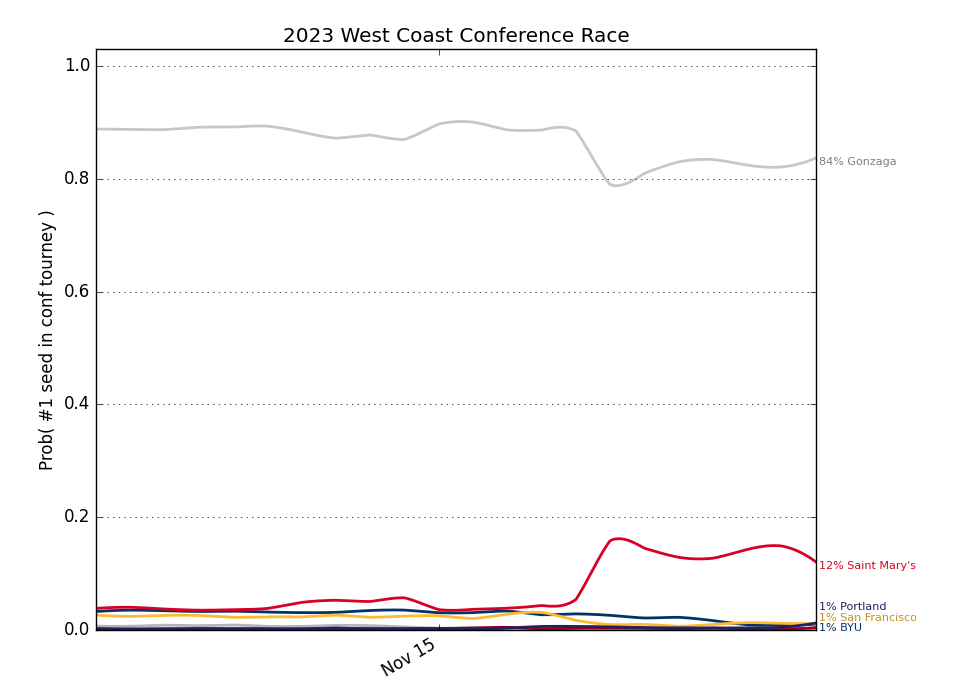 2023 West Coast Conference Race
Prob( #1 seed in conf tourney )
1.0
0.8
0.6
0.4
0.2
0.0
Nov 15
84% Gonzaga
12% Saint Mary's
1% Portland
1% San Francisco
1% BYU